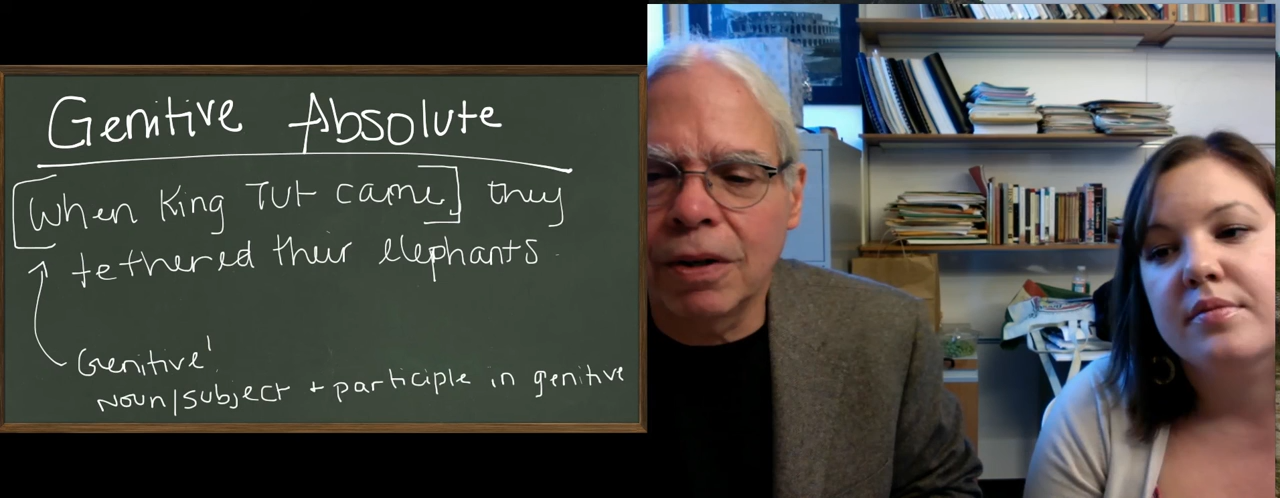 Genitive Absolute
[When King Tut came,] they
tethered their elephants.
Genitive!
Noun/subject + participle in genitive